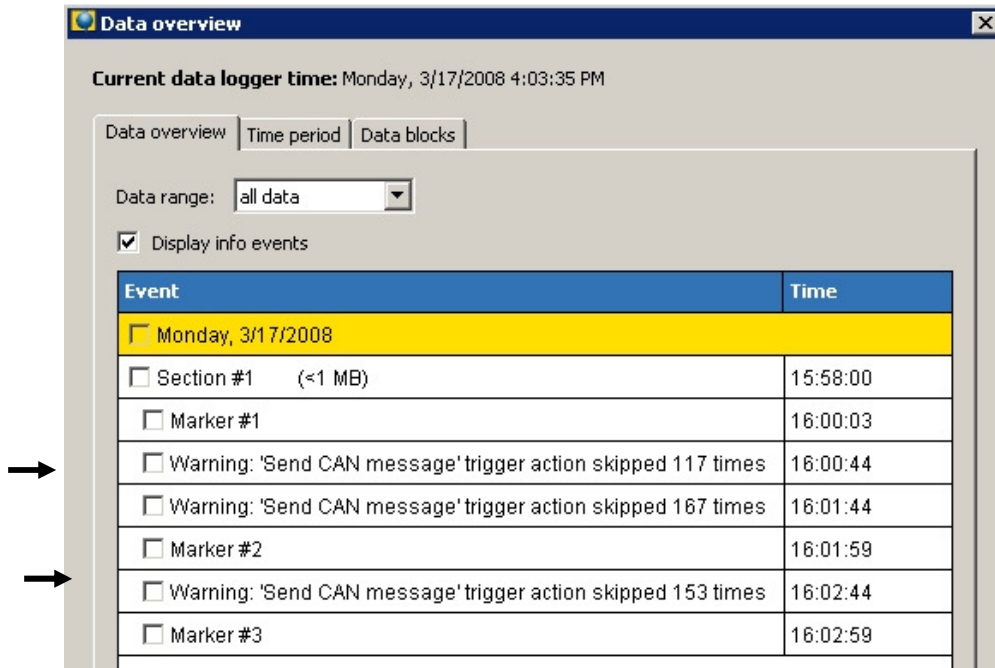 Data overview
Current data logger time: Monday, 3/17/2008 4:03:35 PM
Data overview Time period Data blocks
Data range: all data
Display info events
Event Time
Monday, 3/17/2008
Section #1 (<1 MB) 15:58:00
Marker #1 16:00:03
Warning: 'Send CAN message' trigger action skipped 117 times 16:00:44
Warning: 'Send CAN message' trigger action skipped 167 times 16:01:44
Marker #2 16:01:59
Warning: 'Send CAN message' trigger action skipped 153 times 16:02:44
Marker #3 16:02:59